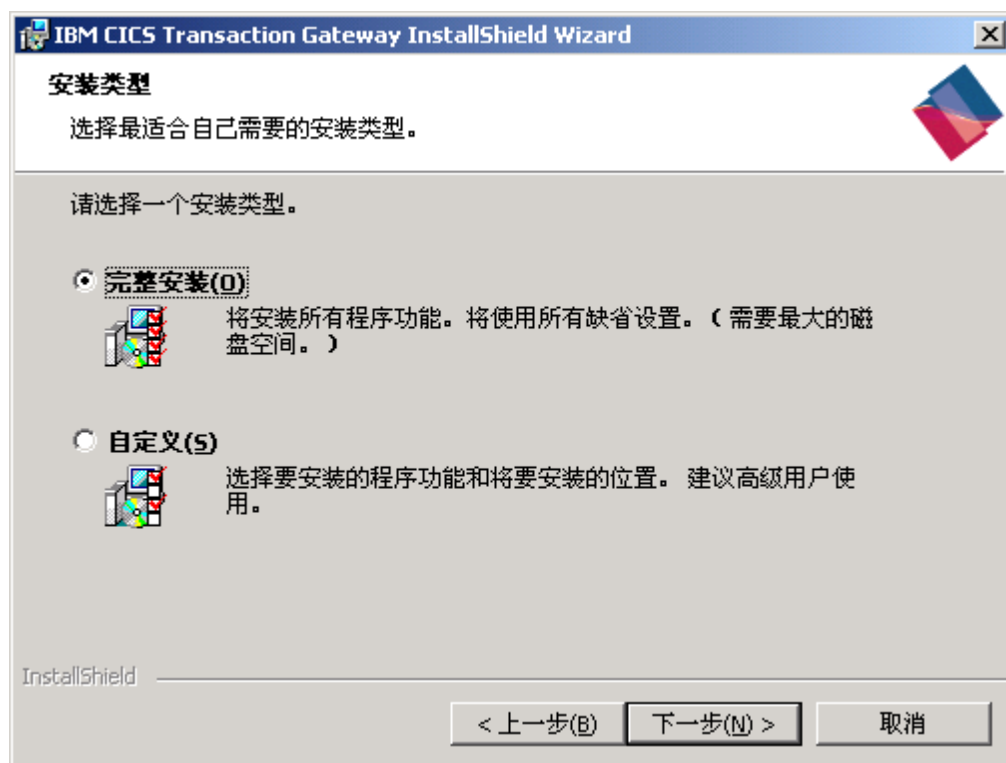 IBM CICS Transaction Gateway InstallShield Wizard
安装类型
选择最适合自己需要的安装类型。
请选择一个安装类型。
完整安装(O)
将安装所有程序功能。将使用所有缺省设置。( 需要最大的磁
盘空间。)
自定义(S)
选择要安装的程序功能和将要安装的位置。 建议高级用户使
用。
InstallShield
< 上一步(B)
下一步(N) >
取消